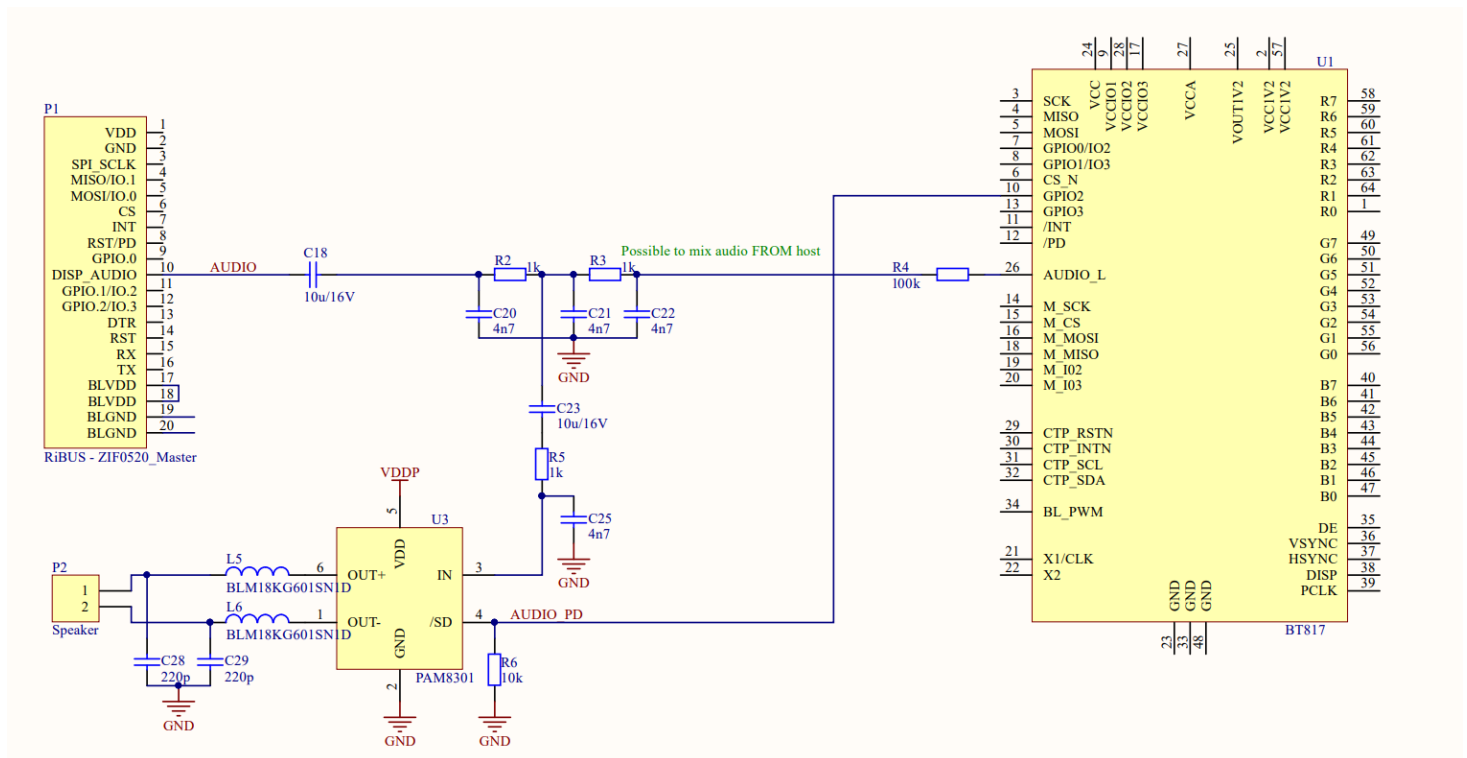 P1
VDD 1
GND 2
SPI_SCLK 3
MISO/IO.1 4
MOSI/IO.0 5
CS 6
INT 7
RST/PD 8
GPIO.0 9
DISP_AUDIO 10
GPIO.1/IO.2 11
GPIO.2/IO.3 12
DTR 13
RST 14
RX 15
TX 16
BLVDD 17
BLVDD 18
BLGND 19
BLGND 20
RiBUS - ZIF0520_Master
AUDIO
C18
10u/16V
R2
1k
R3
1k
Possible to mix audio FROM host
R4
100k
C20
4n7
C21
4n7
C22
4n7
GND
C23
10u/16V
R5
1k
C25
4n7
GND
VDDP
5
U3
VDD
6 OUT+
IN 3
1 OUT-
/SD 4
GND
2
PAM8301
GND
AUDIO_PD
R6
10k
GND
P2
1
2
Speaker
L5
BLM18KG601SN1D
L6
BLM18KG601SN1D
C28
220p
C29
220p
GND
U1
24 VCC
9 VCCIO1
28 VCCIO2
17 VCCIO3
27 VCCA
25 VOUT1V2
2 VCC1V2
57 VCC1V2
3 SCK
4 MISO
5 MOSI
7 GPIO0/IO2
8 GPIO1/IO3
6 CS_N
10 GPIO2
13 GPIO3
11 /INT
12 /PD
26 AUDIO_L
14 M_SCK
15 M_CS
16 M_MOSI
18 M_MISO
19 M_I02
20 M_I03
29 CTP_RSTN
30 CTP_INTN
31 CTP_SCL
32 CTP_SDA
34 BL_PWM
21 X1/CLK
22 X2
R7 58
R6 59
R5 60
R4 61
R3 62
R2 63
R1 64
R0 1
G7 49
G6 50
G5 51
G4 52
G3 53
G2 54
G1 55
G0 56
B7 40
B6 41
B5 42
B4 43
B3 44
B2 45
B1 46
B0 47
DE 35
VSYNC 36
HSYNC 37
DISP 38
PCLK 39
GND 23
GND 33
GND 48
BT817